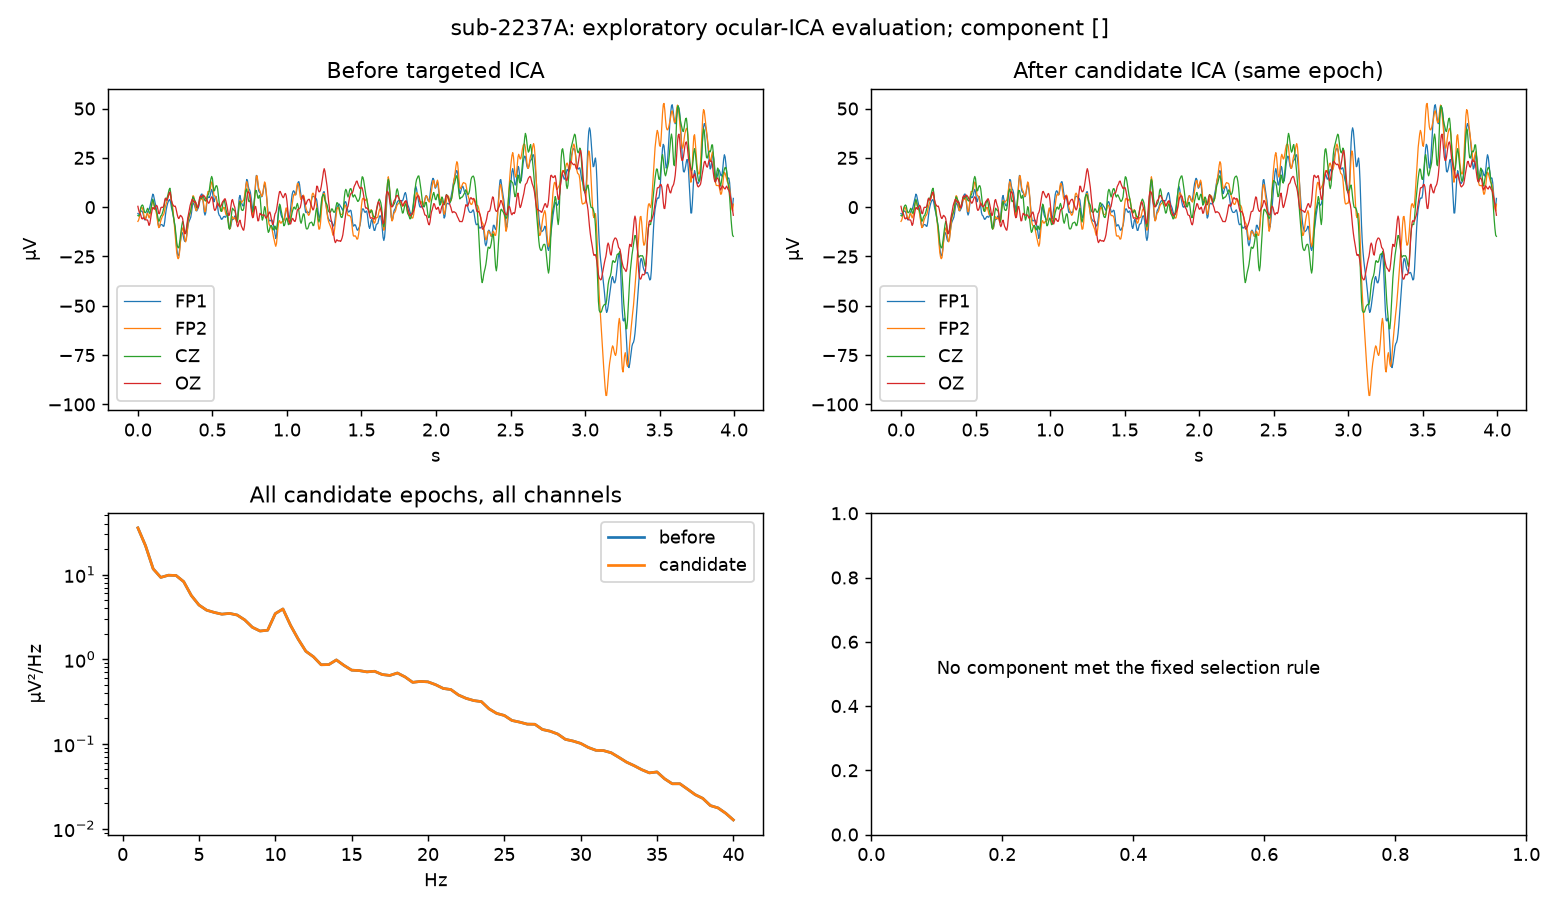 sub-2237A: exploratory ocular-ICA evaluation; component []
Before targeted ICA
µV
50
25
0
−25
−50
−75
−100
FP1
FP2
CZ
OZ
0.0 0.5 1.0 1.5 2.0 2.5 3.0 3.5 4.0
s
After candidate ICA (same epoch)
µV
50
25
0
−25
−50
−75
−100
FP1
FP2
CZ
OZ
0.0 0.5 1.0 1.5 2.0 2.5 3.0 3.5 4.0
s
All candidate epochs, all channels
µV²/Hz
10¹
10⁰
10⁻¹
10⁻²
before
candidate
0 5 10 15 20 25 30 35 40
Hz
1.0
0.8
0.6
0.4
0.2
0.0
No component met the fixed selection rule
0.0 0.2 0.4 0.6 0.8 1.0